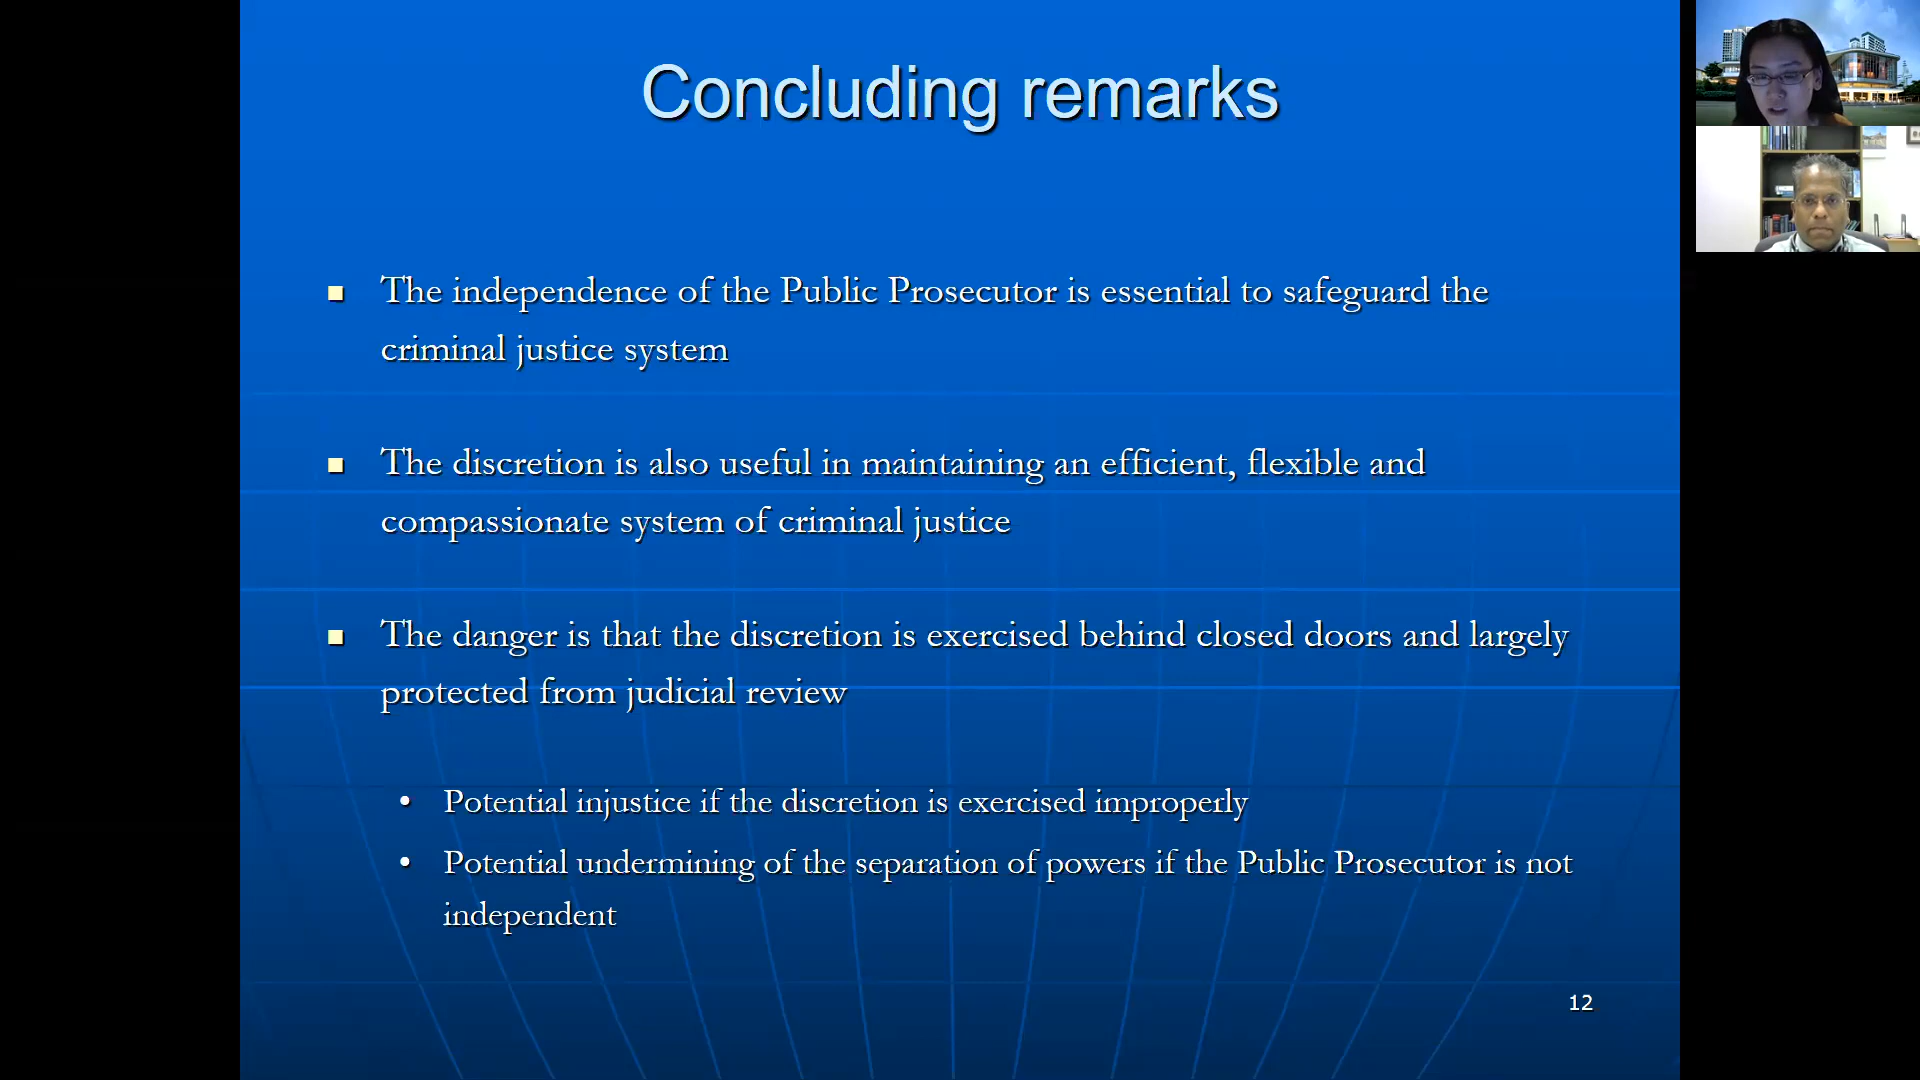 Concluding remarks
■ The independence of the Public Prosecutor is essential to safeguard the
criminal justice system
■ The discretion is also useful in maintaining an efficient, flexible and
compassionate system of criminal justice
■ The danger is that the discretion is exercised behind closed doors and largely
protected from judicial review
• Potential injustice if the discretion is exercised improperly
• Potential undermining of the separation of powers if the Public Prosecutor is not
independent
12